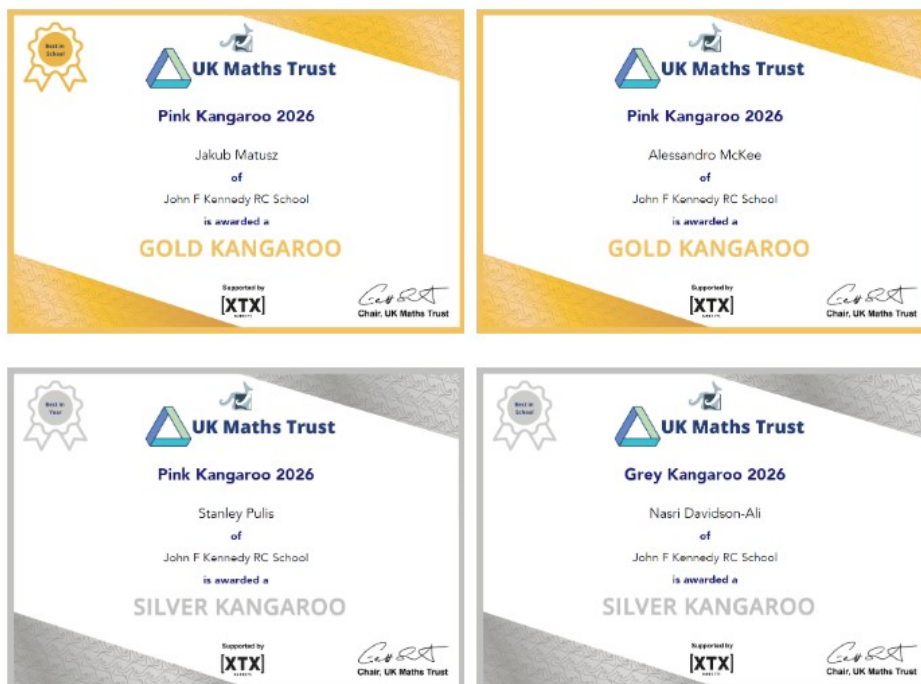 Best in
School
UK Maths Trust
Pink Kangaroo 2026
Jakub Matusz
of
John F Kennedy RC School
is awarded a
GOLD KANGAROO
Supported by
[XTX]
Chair, UK Maths Trust
UK Maths Trust
Pink Kangaroo 2026
Alessandro McKee
of
John F Kennedy RC School
is awarded a
GOLD KANGAROO
Supported by
[XTX]
Chair, UK Maths Trust
Best in
Year
UK Maths Trust
Pink Kangaroo 2026
Stanley Pulis
of
John F Kennedy RC School
is awarded a
SILVER KANGAROO
Supported by
[XTX]
Chair, UK Maths Trust
Best in
School
UK Maths Trust
Grey Kangaroo 2026
Nasri Davidson-Ali
of
John F Kennedy RC School
is awarded a
SILVER KANGAROO
Supported by
[XTX]
Chair, UK Maths Trust